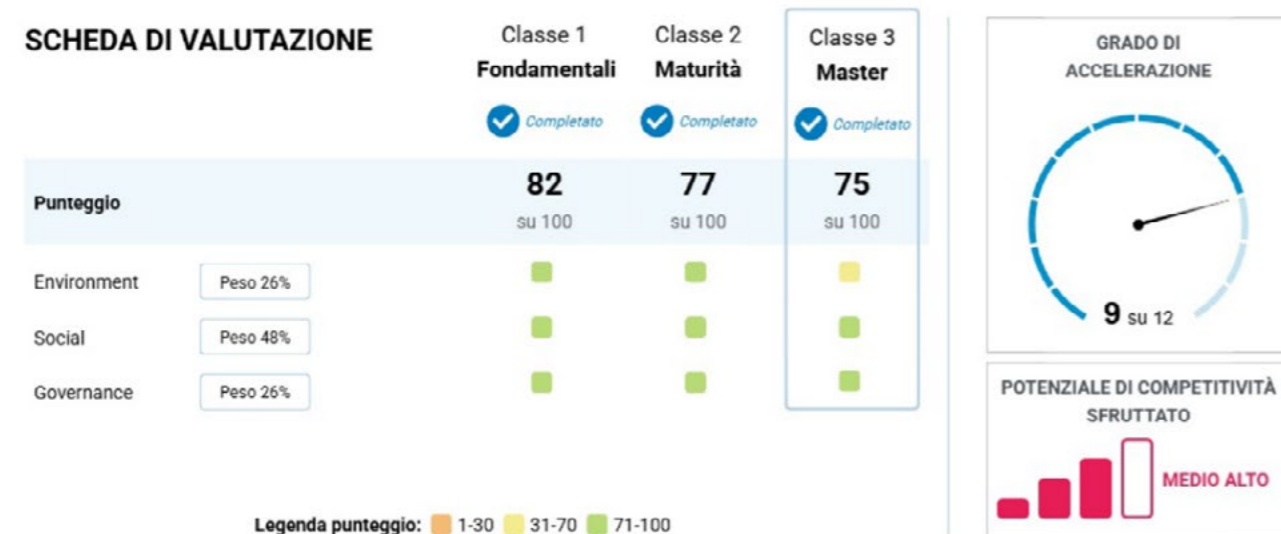 SCHEDA DI VALUTAZIONE
Classe 1
Fondamentali
Completato
Classe 2
Maturità
Completato
Classe 3
Master
Completato
Punteggio
82
su 100
77
su 100
75
su 100
Environment
Peso 26%
Social
Peso 48%
Governance
Peso 26%
Legenda punteggio: 1-30 31-70 71-100
GRADO DI
ACCELERAZIONE
9 su 12
POTENZIALE DI COMPETITIVITÀ
SFRUTTATO
MEDIO ALTO